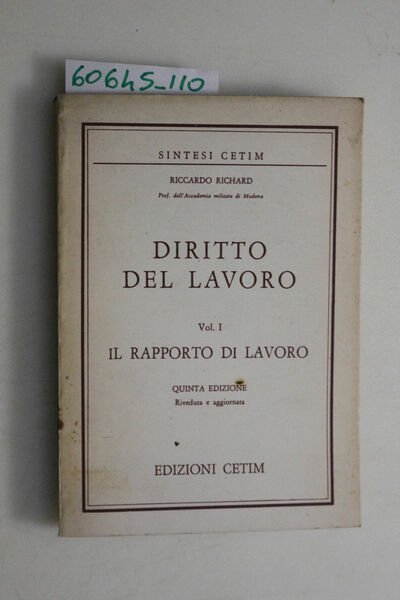 60645_110
SINTESI CETIM
RICCARDO RICHARD
Prof. dell'Accademia militare di Modena
DIRITTO
DEL LAVORO
Vol. I
IL RAPPORTO DI LAVORO
QUINTA EDIZIONE
Riveduta e aggiornata
EDIZIONI CETIM